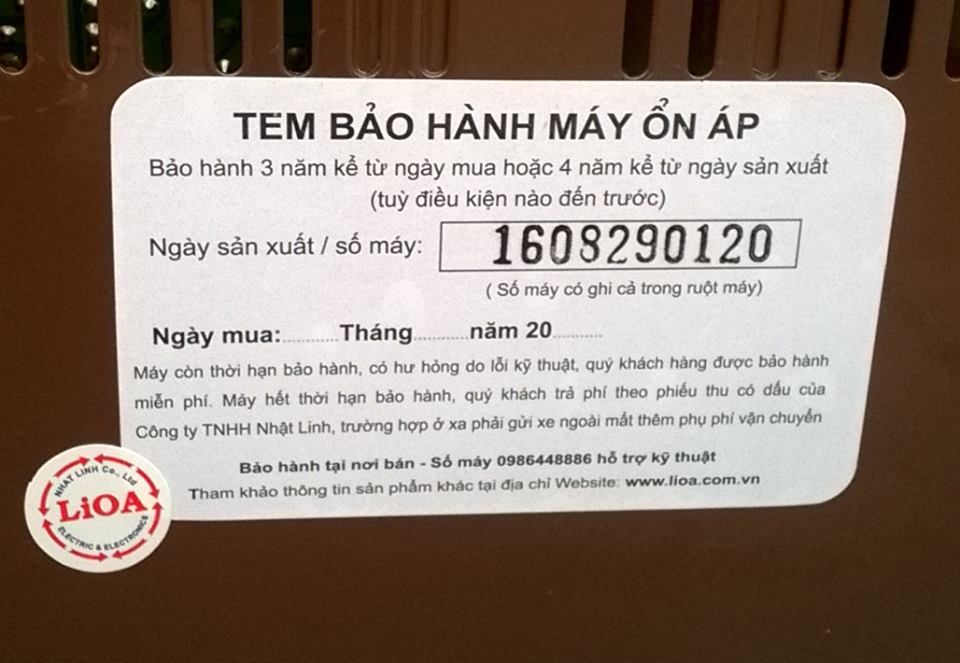 TEM BẢO HÀNH MÁY ỔN ÁP
Bảo hành 3 năm kể từ ngày mua hoặc 4 năm kể từ ngày sản xuất
(tuỳ điều kiện nào đến trước)
Ngày sản xuất / số máy: 1608290120
( Số máy có ghi cả trong ruột máy)
Ngày mua:............Tháng............năm 20...........
Máy còn thời hạn bảo hành, có hư hỏng do lỗi kỹ thuật, quý khách hàng được bảo hành
miễn phí. Máy hết thời hạn bảo hành, quý khách trả phí theo phiếu thu có dấu của
Công ty TNHH Nhật Linh, trường hợp ở xa phải gửi xe ngoài mất thêm phụ phí vận chuyển
Bảo hành tại nơi bán - Số máy 0986448886 hỗ trợ kỹ thuật
Tham khảo thông tin sản phẩm khác tại địa chỉ Website: www.lioa.com.vn
NHAT LINH Co., Ltd
LiOA
ELECTRIC & ELECTRONICS